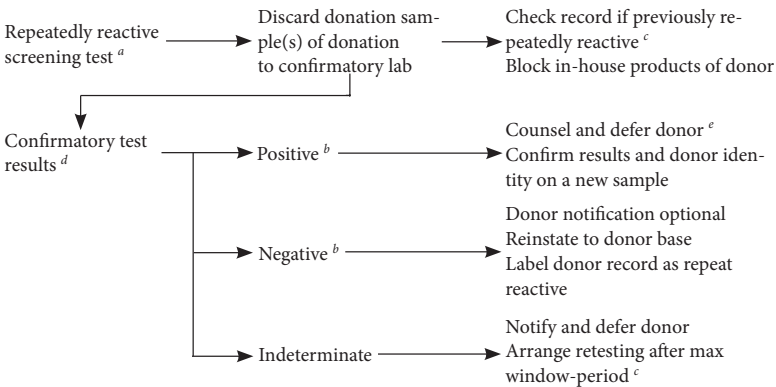 Repeatedly reactive
screening test a
Discard donation sam-
ple(s) of donation
to confirmatory lab
Check record if previously re-
peatedly reactive c
Block in-house products of donor
Confirmatory test
results d
Positive b
Counsel and defer donor e
Confirm results and donor iden-
tity on a new sample
Negative b
Donor notification optional
Reinstate to donor base
Label donor record as repeat
reactive
Indeterminate
Notify and defer donor
Arrange retesting after max
window-period c